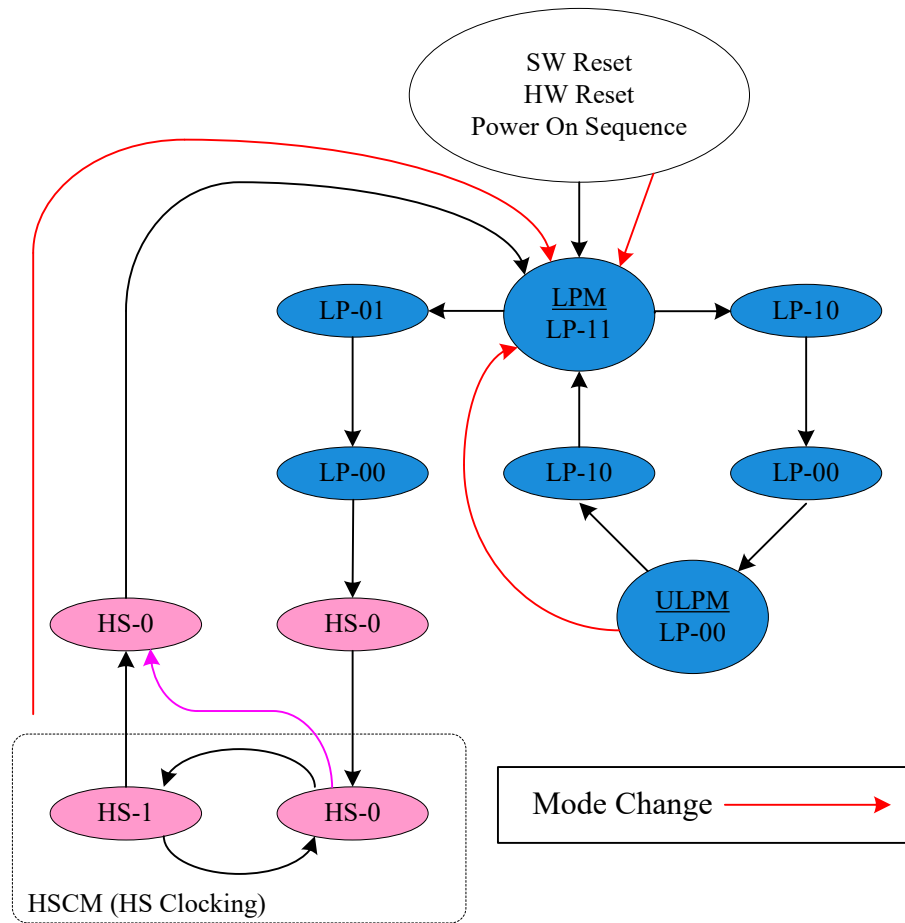 SW Reset
HW Reset
Power On Sequence
LP-01
LPM
LP-11
LP-10
LP-00
LP-10
LP-00
HS-0
HS-0
ULPM
LP-00
HS-1
HS-0
Mode Change
HSCM (HS Clocking)